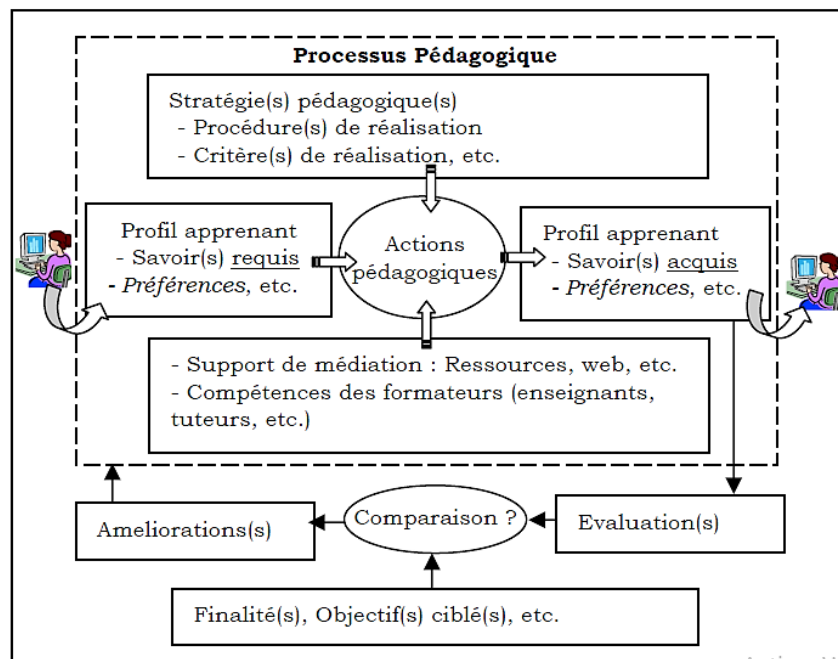 Processus Pédagogique
Stratégie(s) pédagogique(s)
- Procédure(s) de réalisation
- Critère(s) de réalisation, etc.
Profil apprenant
- Savoir(s) requis
- Préférences, etc.
Actions
pédagogiques
Profil apprenant
- Savoir(s) acquis
- Préférences, etc.
- Support de médiation : Ressources, web, etc.
- Compétences des formateurs (enseignants,
tuteurs, etc.)
Ameliorations(s)
Comparaison ?
Evaluation(s)
Finalité(s), Objectif(s) ciblé(s), etc.